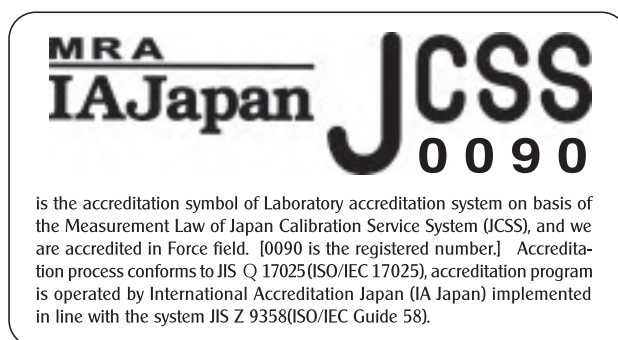 MRA
IAJapan
JCSS
0090
is the accreditation symbol of Laboratory accreditation system on basis of
the Measurement Law of Japan Calibration Service System (JCSS), and we
are accredited in Force field. [0090 is the registered number.] Accredita-
tion process conforms to JIS Q 17025(ISO/IEC 17025), accreditation program
is operated by International Accreditation Japan (IA Japan) implemented
in line with the system JIS Z 9358(ISO/IEC Guide 58).